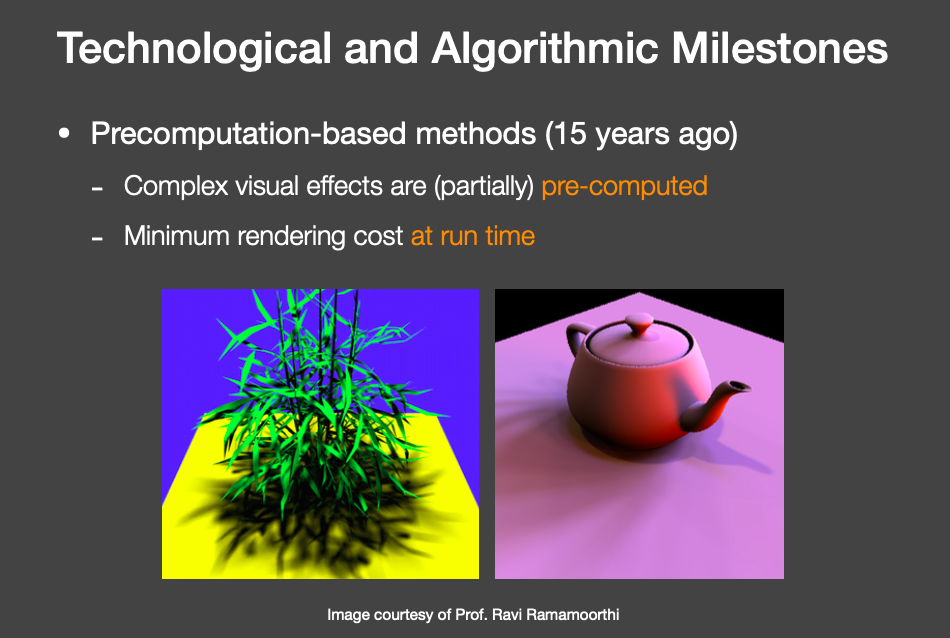 Technological and Algorithmic Milestones
• Precomputation-based methods (15 years ago)
- Complex visual effects are (partially) pre-computed
- Minimum rendering cost at run time
Image courtesy of Prof. Ravi Ramamoorthi